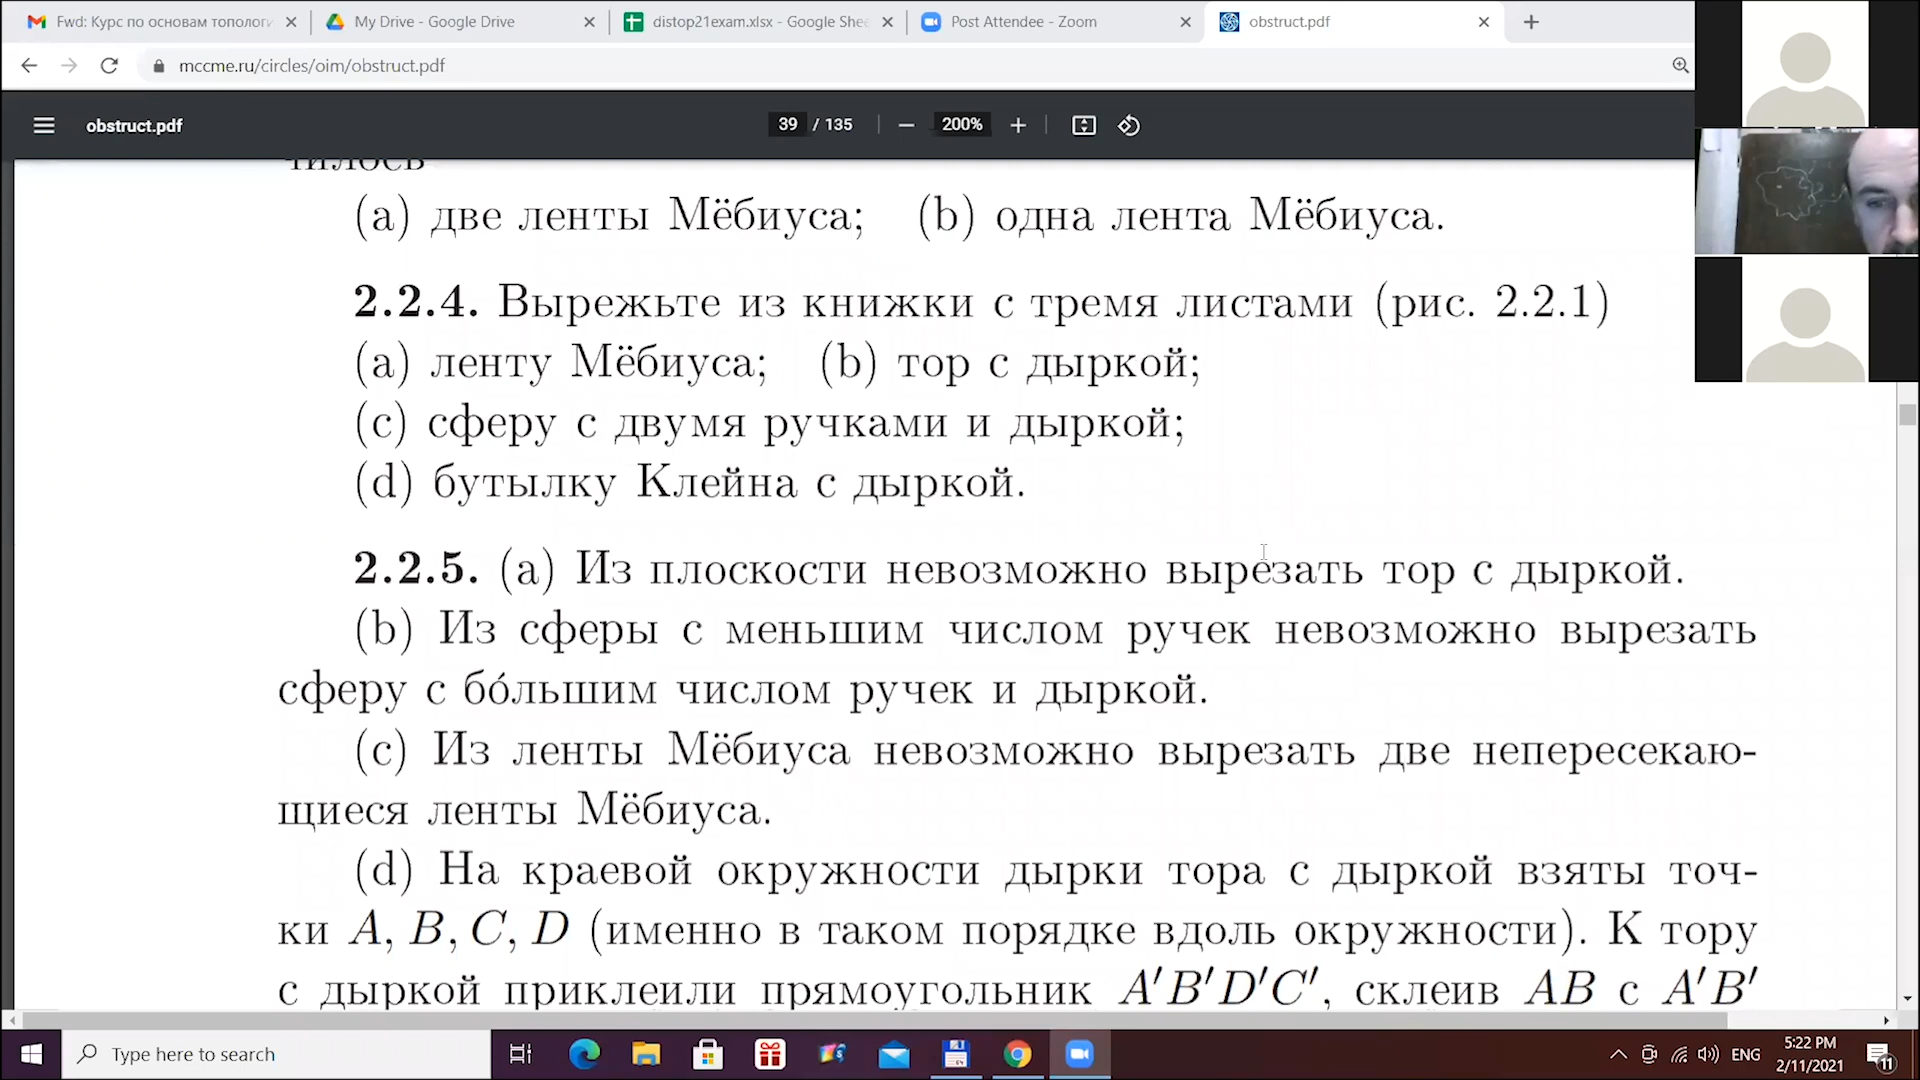 Fwd: Курс по основам тополог
My Drive - Google Drive
distop21exam.xlsx - Google Shee
Post Attendee - Zoom
obstruct.pdf
mccme.ru/circles/oim/obstruct.pdf
obstruct.pdf
39 / 135
200%
чилось
(a) две ленты Мёбиуса; (b) одна лента Мёбиуса.
2.2.4. Вырежьте из книжки с тремя листами (рис. 2.2.1)
(a) ленту Мёбиуса; (b) тор с дыркой;
(c) сферу с двумя ручками и дыркой;
(d) бутылку Клейна с дыркой.
2.2.5. (a) Из плоскости невозможно вырезать тор с дыркой.
(b) Из сферы с меньшим числом ручек невозможно вырезать
сферу с бо́льшим числом ручек и дыркой.
(c) Из ленты Мёбиуса невозможно вырезать две непересекаю-
щиеся ленты Мёбиуса.
(d) На краевой окружности дырки тора с дыркой взяты точ-
ки A, B, C, D (именно в таком порядке вдоль окружности). К тору
с дыркой приклеили прямоугольник A′B′D′C′, склеив AB с A′B′
Type here to search
ENG
5:22 PM
2/11/2021
11